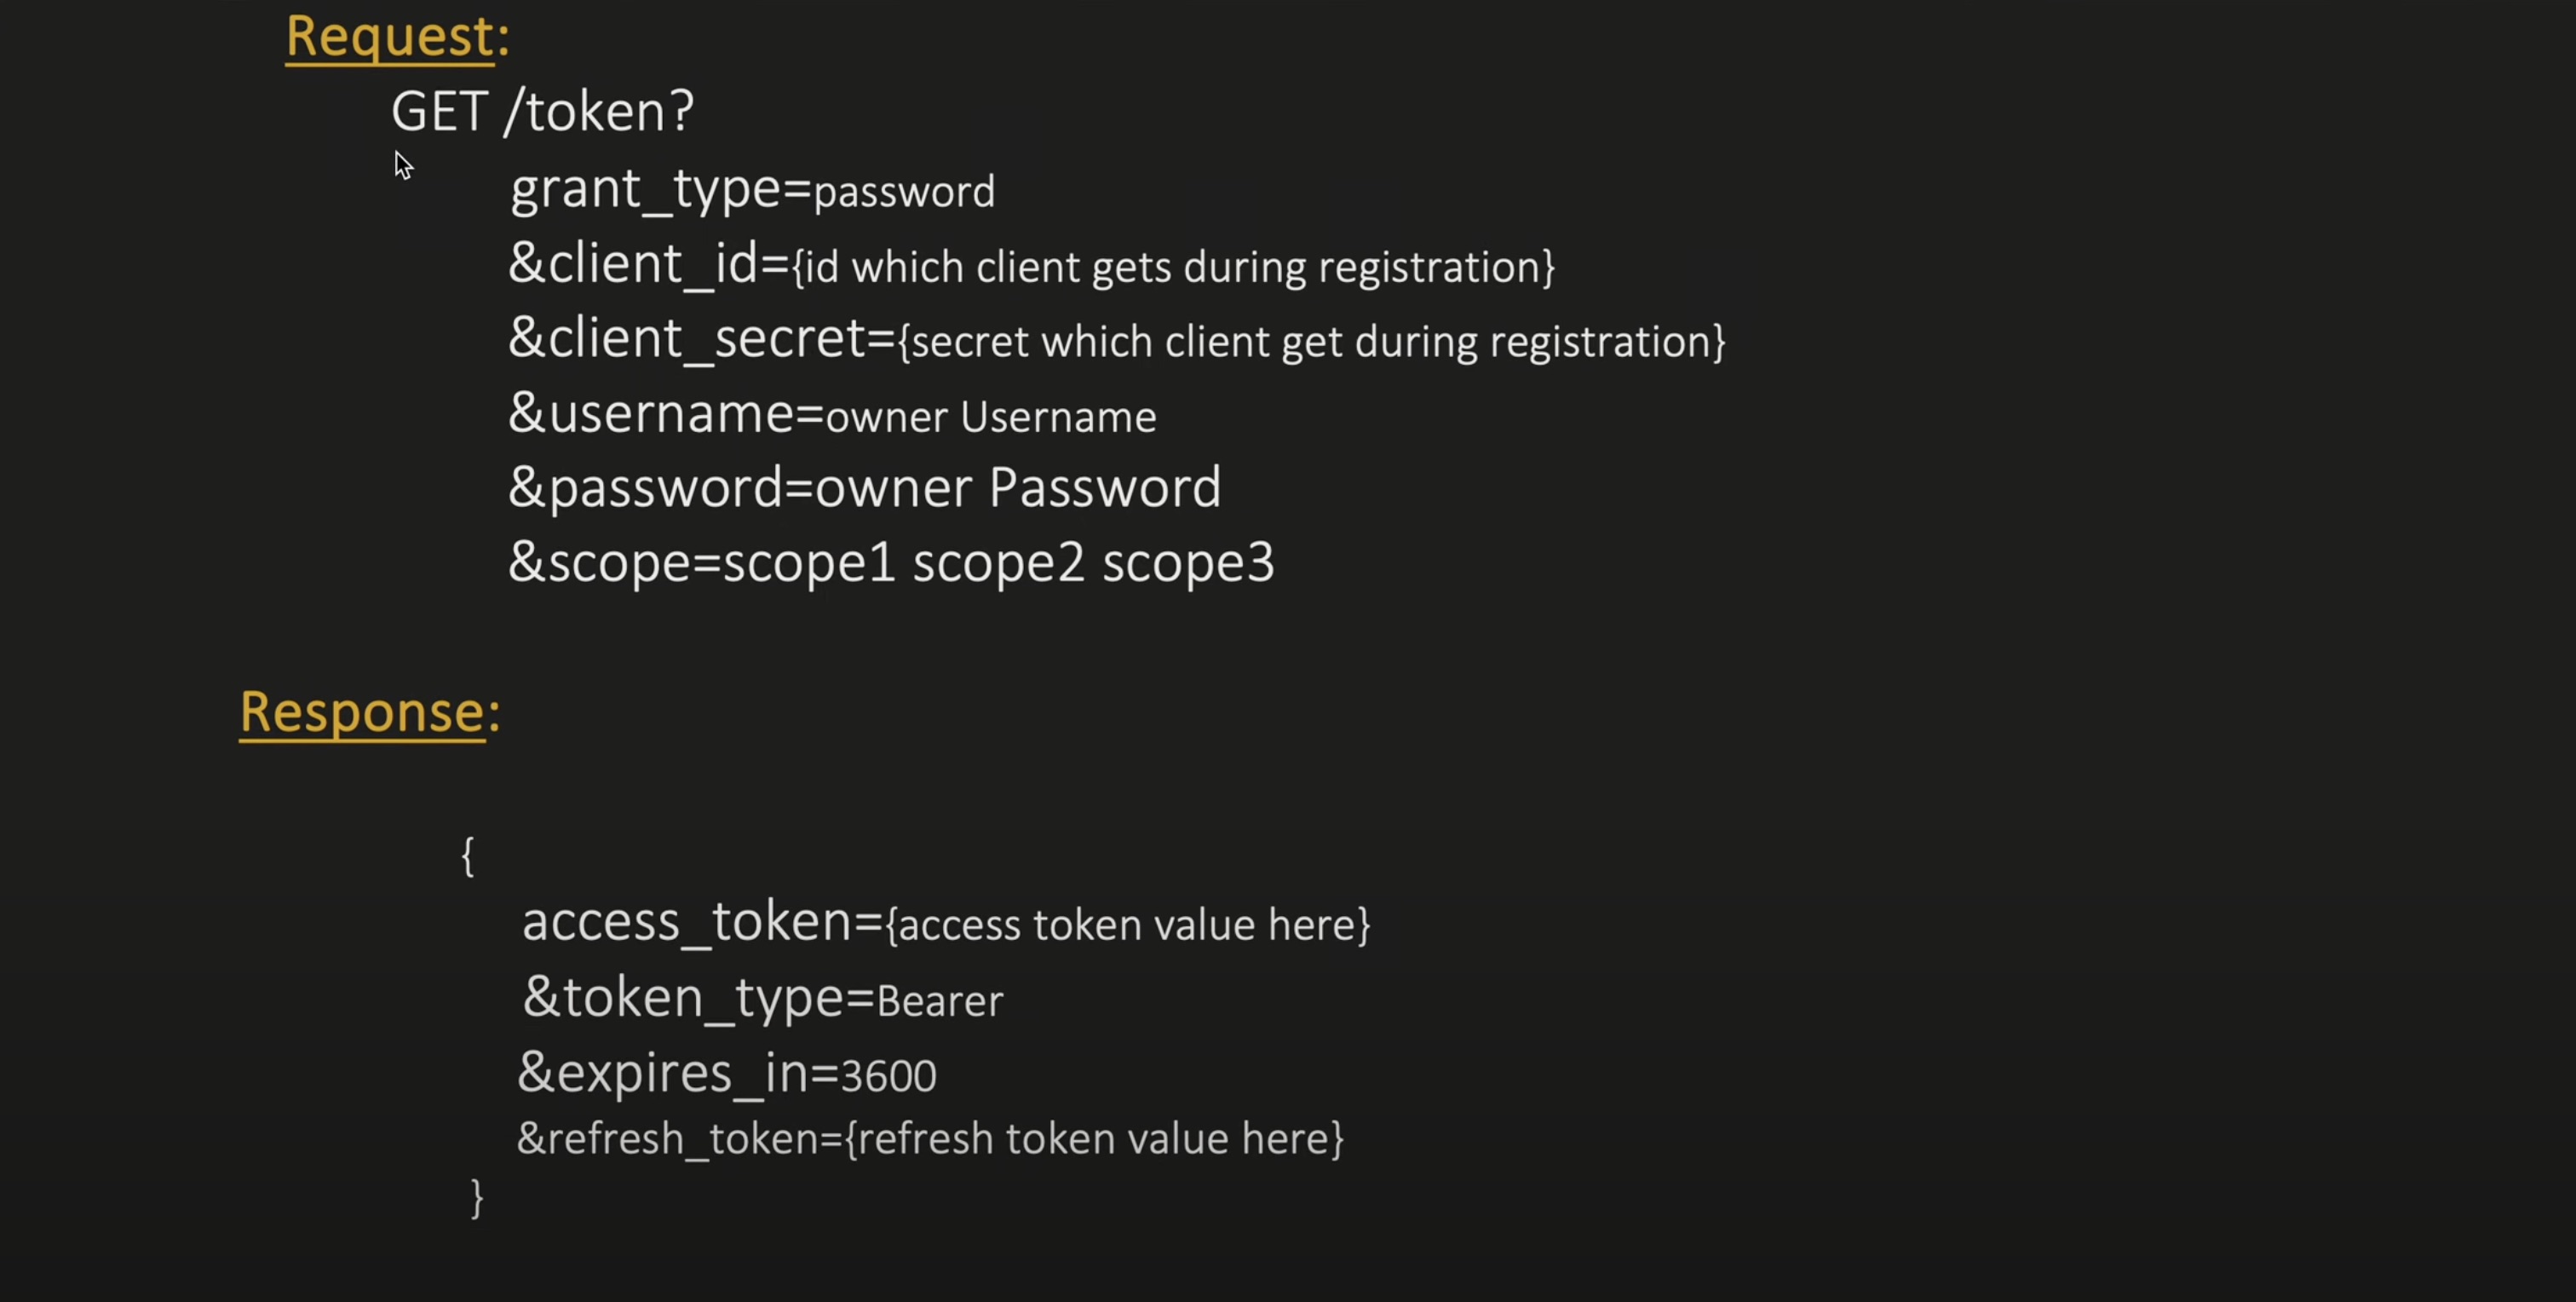 Request:
GET /token?
grant_type=password
&client_id={id which client gets during registration}
&client_secret={secret which client get during registration}
&username=owner Username
&password=owner Password
&scope=scope1 scope2 scope3
Response:
{
access_token={access token value here}
&token_type=Bearer
&expires_in=3600
&refresh_token={refresh token value here}
}